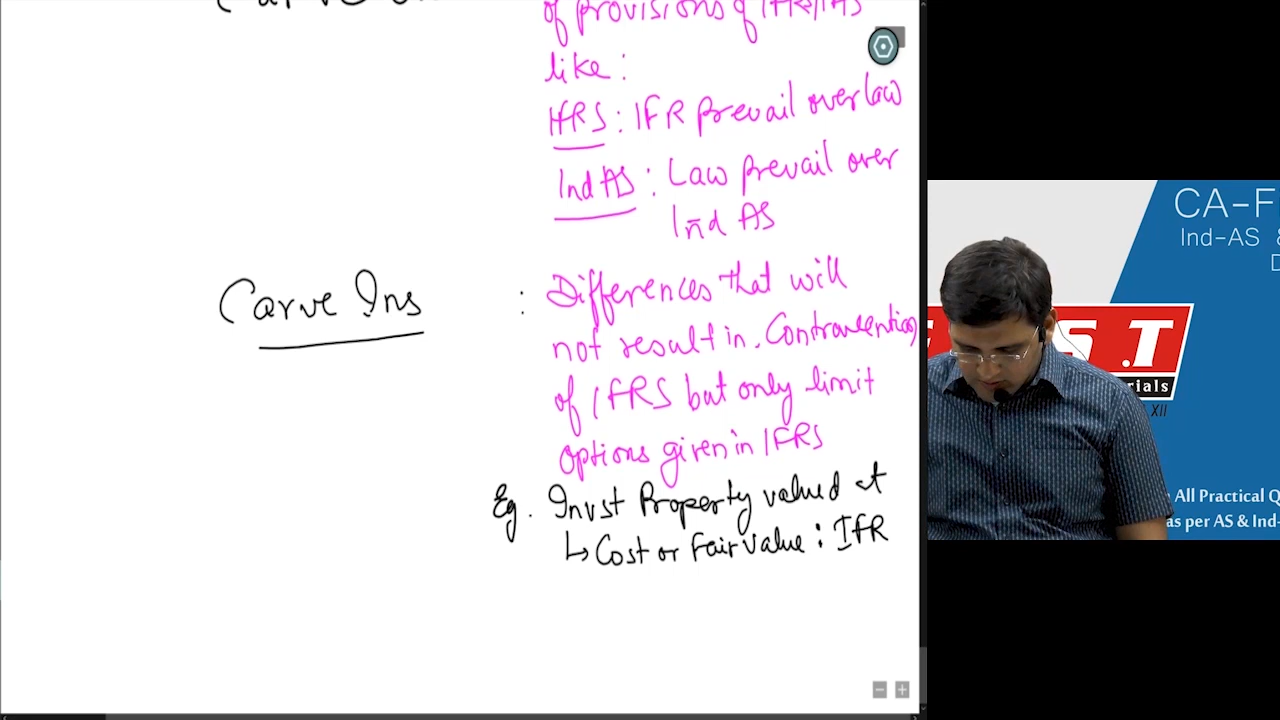 of provisions of IFRS/IAS
like :
IFRS : IFR prevail over law
Ind AS : Law prevail over
Ind AS
Carve Ins : Differences that will
not result in Contravention
of IFRS but only limit
options given in IFRS
Eg. Invst Property valued at
↳ Cost or Fair value : IFR
CA-F
Ind-AS &
D
S.T
rials
XII
All Practical Q
as per AS & Ind-